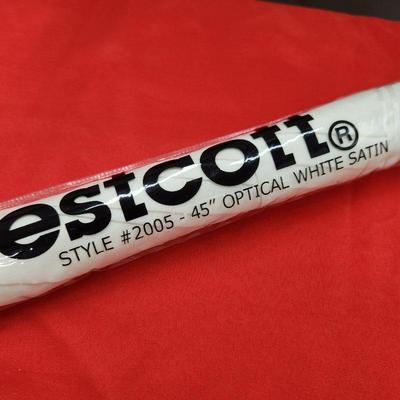 estcott®
STYLE #2005 - 45" OPTICAL WHITE SATIN